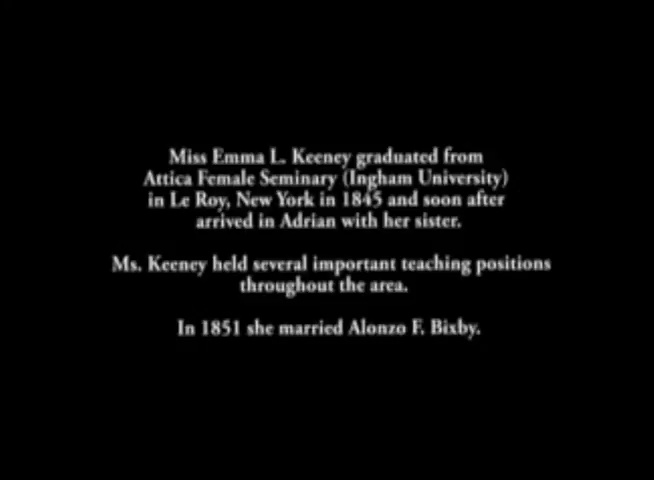 Miss Emma L. Keeney graduated from
Attica Female Seminary (Ingham University)
in Le Roy, New York in 1845 and soon after
arrived in Adrian with her sister.
Ms. Keeney held several important teaching positions
throughout the area.
In 1851 she married Alonzo F. Bixby.